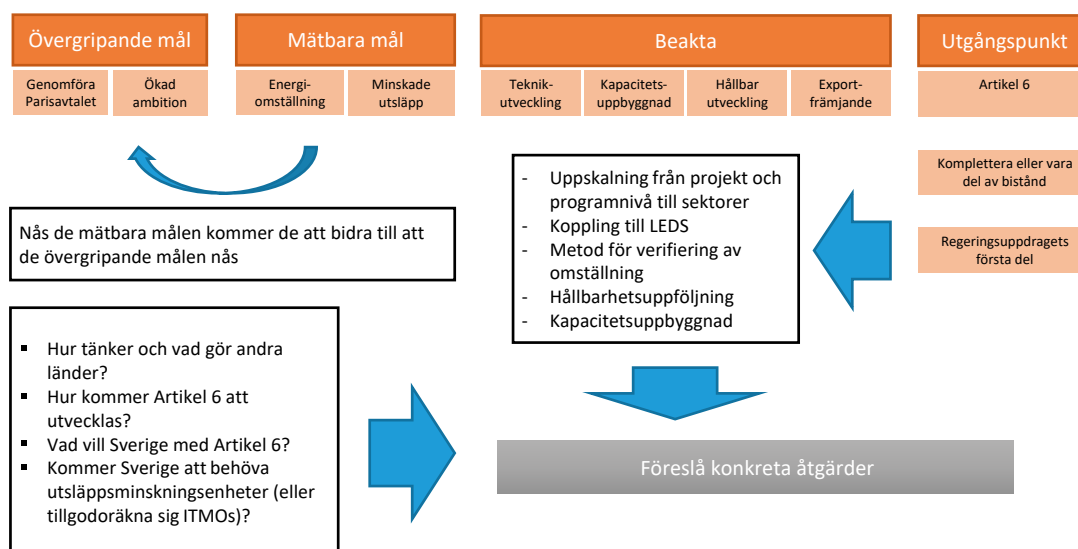 Övergripande mål
Genomföra
Parisavtalet
Ökad
ambition
Mätbara mål
Energi-
omställning
Minskade
utsläpp
Beakta
Teknik-
utveckling
Kapacitets-
uppbyggnad
Hållbar
utveckling
Export-
främjande
Utgångspunkt
Artikel 6
Komplettera eller vara
del av bistånd
Regeringsuppdragets
första del
Nås de mätbara målen kommer de att bidra till att
de övergripande målen nås
- Uppskalning från projekt och
programnivå till sektorer
- Koppling till LEDS
- Metod för verifiering av
omställning
- Hållbarhetsuppföljning
- Kapacitetsuppbyggnad
▪ Hur tänker och vad gör andra
länder?
▪ Hur kommer Artikel 6 att
utvecklas?
▪ Vad vill Sverige med Artikel 6?
▪ Kommer Sverige att behöva
utsläppsminskningsenheter (eller
tillgodoräkna sig ITMOs)?
Föreslå konkreta åtgärder